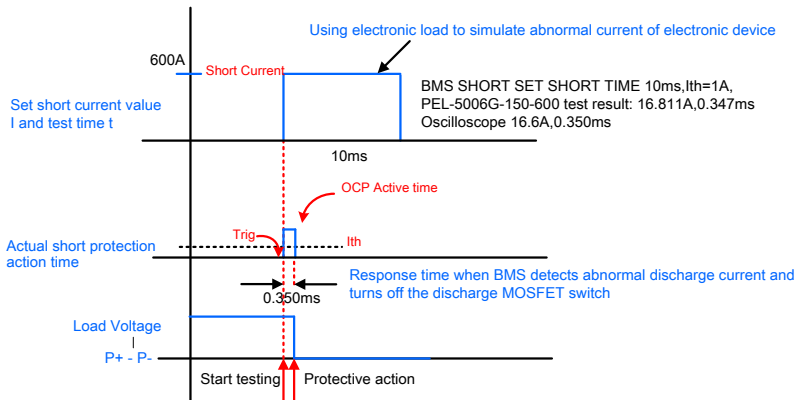 Using electronic load to simulate abnormal current of electronic device
600A
Short Current
Set short current value
I and test time t
BMS SHORT SET SHORT TIME 10ms,Ith=1A,
PEL-5006G-150-600 test result: 16.811A,0.347ms
Oscilloscope 16.6A,0.350ms
10ms
OCP Active time
Trig
Ith
Actual short protection
action time
Response time when BMS detects abnormal discharge current and
turns off the discharge MOSFET switch
0.350ms
Load Voltage
P+ - P-
Start testing
Protective action